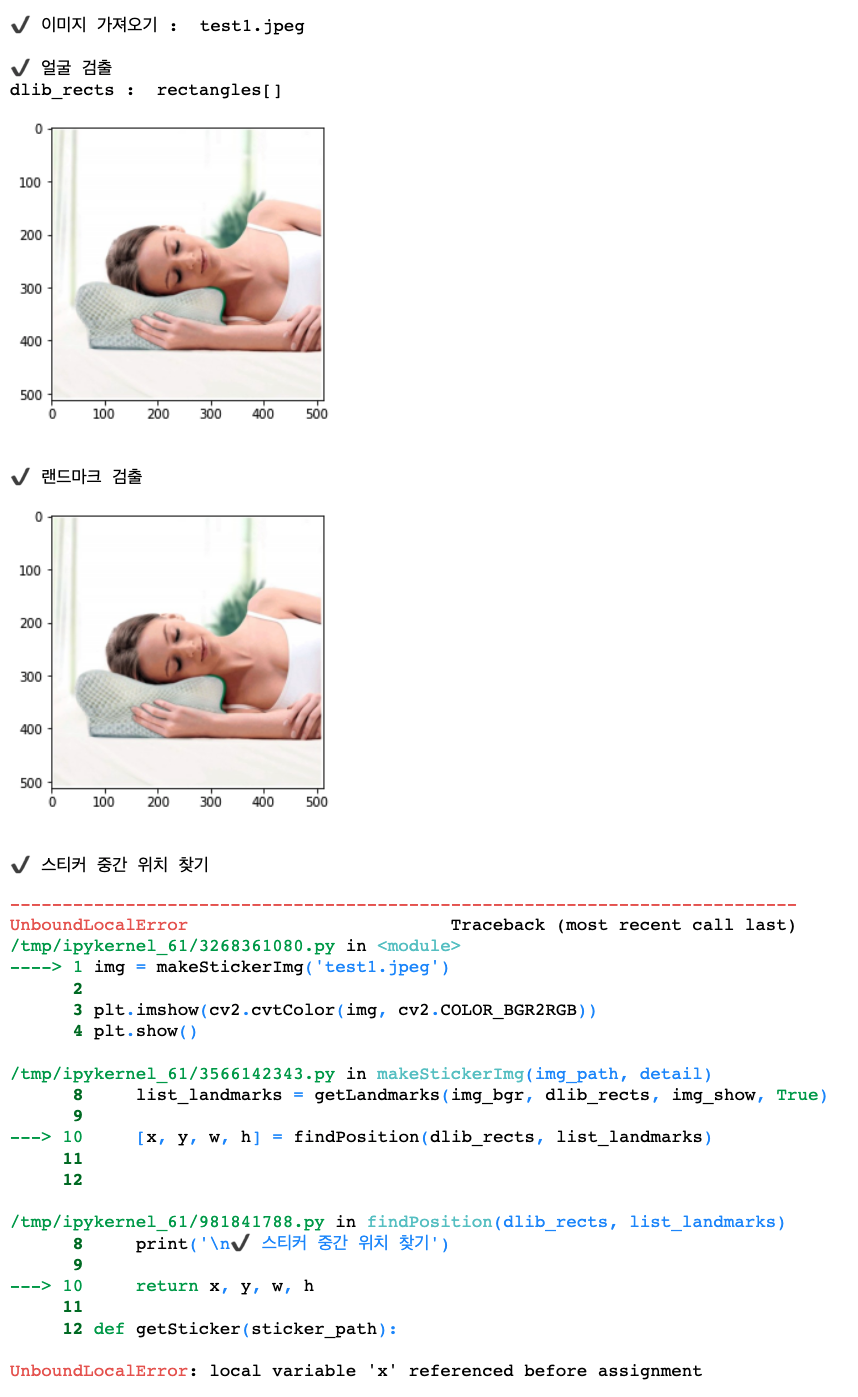 ✔ 이미지 가져오기 :  test1.jpeg
✔ 얼굴 검출
dlib_rects :  rectangles[]
0
100
200
300
400
500
0 100 200 300 400 500
✔ 랜드마크 검출
0
100
200
300
400
500
0 100 200 300 400 500
✔ 스티커 중간 위치 찾기
---------------------------------------------------------------------------
UnboundLocalError                         Traceback (most recent call last)
/tmp/ipykernel_61/3268361080.py in <module>
----> 1 img = makeStickerImg('test1.jpeg')
      2
      3 plt.imshow(cv2.cvtColor(img, cv2.COLOR_BGR2RGB))
      4 plt.show()
/tmp/ipykernel_61/3566142343.py in makeStickerImg(img_path, detail)
      8     list_landmarks = getLandmarks(img_bgr, dlib_rects, img_show, True)
      9
---> 10     [x, y, w, h] = findPosition(dlib_rects, list_landmarks)
     11
     12
/tmp/ipykernel_61/981841788.py in findPosition(dlib_rects, list_landmarks)
      8     print('\n✔ 스티커 중간 위치 찾기')
      9
---> 10     return x, y, w, h
     11
     12 def getSticker(sticker_path):
UnboundLocalError: local variable 'x' referenced before assignment